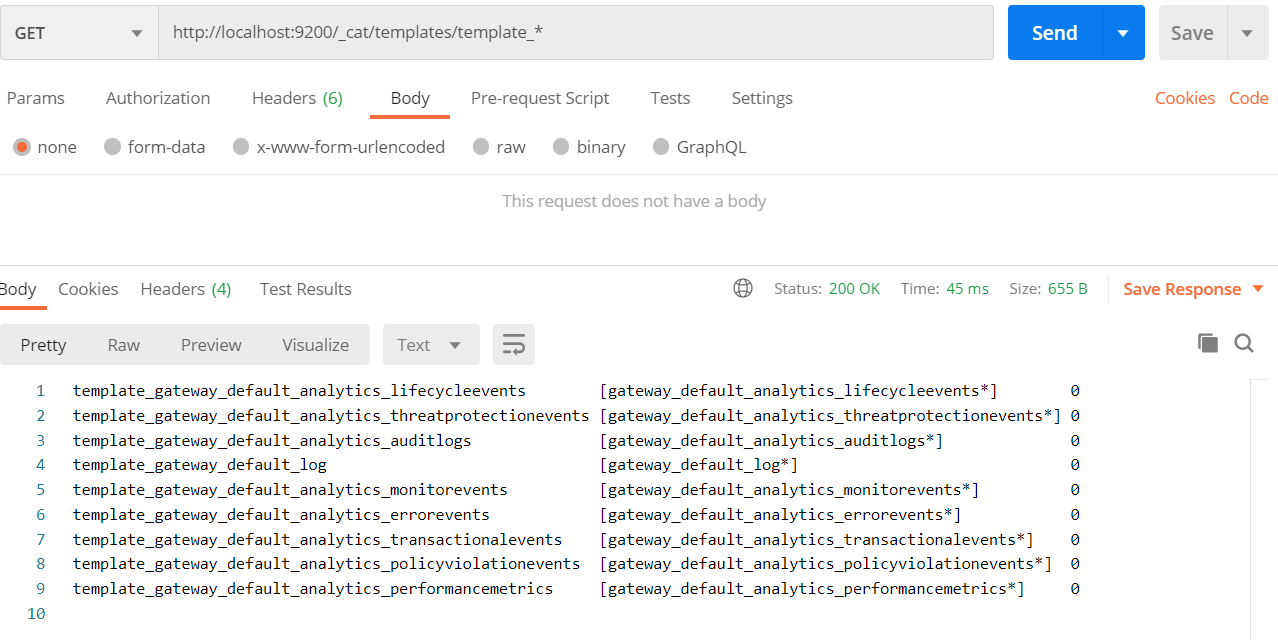 GET http://localhost:9200/_cat/templates/template_* Send Save
Params Authorization Headers (6) Body Pre-request Script Tests Settings Cookies Code
none form-data x-www-form-urlencoded raw binary GraphQL
This request does not have a body
Body Cookies Headers (4) Test Results Status: 200 OK Time: 45 ms Size: 655 B Save Response
Pretty Raw Preview Visualize Text
1 template_gateway_default_analytics_lifecycleevents [gateway_default_analytics_lifecycleevents*] 0
2 template_gateway_default_analytics_threatprotectionevents [gateway_default_analytics_threatprotectionevents*] 0
3 template_gateway_default_analytics_auditlogs [gateway_default_analytics_auditlogs*] 0
4 template_gateway_default_log [gateway_default_log*] 0
5 template_gateway_default_analytics_monitorevents [gateway_default_analytics_monitorevents*] 0
6 template_gateway_default_analytics_errorevents [gateway_default_analytics_errorevents*] 0
7 template_gateway_default_analytics_transactionalevents [gateway_default_analytics_transactionalevents*] 0
8 template_gateway_default_analytics_policyviolationevents [gateway_default_analytics_policyviolationevents*] 0
9 template_gateway_default_analytics_performancemetrics [gateway_default_analytics_performancemetrics*] 0
10